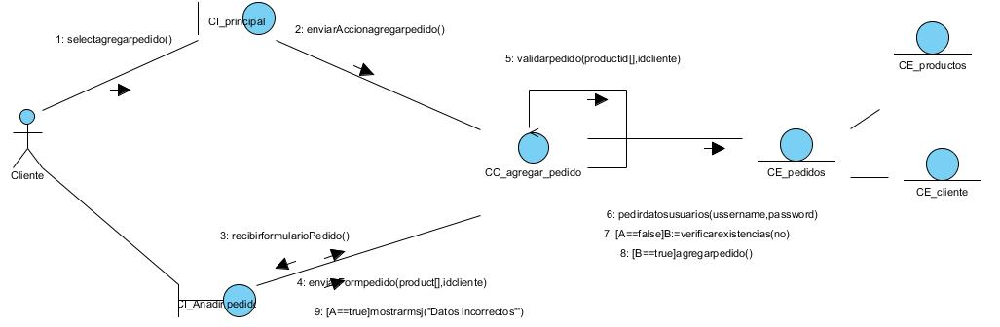 CI_principal
1: selectagregarpedido()
2: enviarAccionagregarpedido()
5: validarpedido(productid[],idcliente)
CE_productos
Cliente
CC_agregar_pedido
CE_pedidos
CE_cliente
6: pedirdatosusuarios(ussername,password)
3: recibirformularioPedido()
7: [A==false]B:=verificarexistencias(no)
8: [B==true]agregarpedido()
4: enviarFormpedido(product[],idcliente)
CI_Anadir_pedido
9: [A==true]mostrarmsj("Datos incorrectos"")